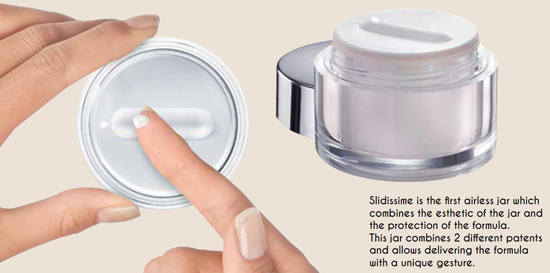 Slidissime is the first airless jar which
combines the esthetic of the jar and
the protection of the formula.
This jar combines 2 different patents
and allows delivering the formula
with a unique gesture.